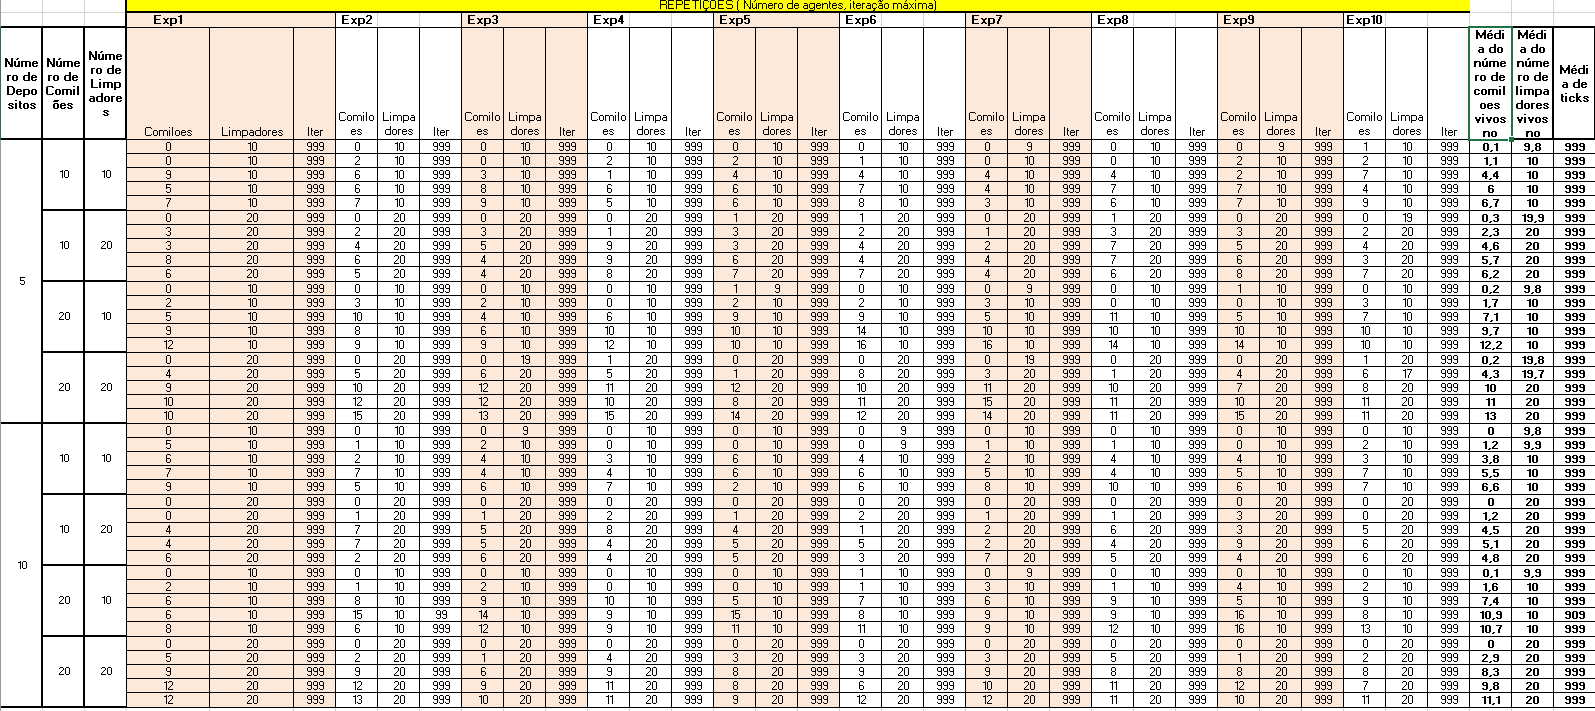 REPETIÇOES ( Número de agentes, iteração máxima)
Exp1 Exp2 Exp3 Exp4 Exp5 Exp6 Exp7 Exp8 Exp9 Exp10
Núme
ro de
Depo
sitos
Núme
ro de
Comil
ões
Núme
ro de
Limp
adore
s
Comiloes Limpadores Iter
Comilo
es
Limpa
dores
Iter
Comilo
es
Limpa
dores
Iter
Comilo
es
Limpa
dores
Iter
Comilo
es
Limpa
dores
Iter
Comilo
es
Limpa
dores
Iter
Comilo
es
Limpa
dores
Iter
Comilo
es
Limpa
dores
Iter
Comilo
es
Limpa
dores
Iter
Comilo
es
Limpa
dores
Iter
Médi
a do
núme
ro de
comil
oes
vivos
no
Médi
a do
núme
ro de
limpa
dores
vivos
no
Médi
a de
ticks
0 10 999 0 10 999 0 10 999 0 10 999 0 10 999 0 10 999 0 9 999 0 10 999 0 9 999 1 10 999 0,1 9,8 999
0 10 999 2 10 999 0 10 999 2 10 999 2 10 999 1 10 999 0 10 999 0 10 999 2 10 999 2 10 999 1,1 10 999
10 10 9 10 999 6 10 999 3 10 999 1 10 999 4 10 999 4 10 999 4 10 999 4 10 999 2 10 999 7 10 999 4,4 10 999
5 10 999 6 10 999 8 10 999 6 10 999 6 10 999 7 10 999 4 10 999 7 10 999 7 10 999 4 10 999 6 10 999
7 10 999 7 10 999 9 10 999 5 10 999 6 10 999 8 10 999 3 10 999 6 10 999 7 10 999 9 10 999 6,7 10 999
0 20 999 0 20 999 0 20 999 0 20 999 1 20 999 1 20 999 0 20 999 1 20 999 0 20 999 0 19 999 0,3 19,9 999
3 20 999 2 20 999 3 20 999 1 20 999 3 20 999 2 20 999 1 20 999 3 20 999 3 20 999 2 20 999 2,3 20 999
10 20 3 20 999 4 20 999 5 20 999 9 20 999 3 20 999 4 20 999 2 20 999 7 20 999 5 20 999 4 20 999 4,6 20 999
8 20 999 6 20 999 4 20 999 9 20 999 6 20 999 4 20 999 4 20 999 7 20 999 6 20 999 3 20 999 5,7 20 999
6 20 999 5 20 999 4 20 999 8 20 999 7 20 999 7 20 999 4 20 999 6 20 999 8 20 999 7 20 999 6,2 20 999
5
0 10 999 0 10 999 0 10 999 0 10 999 1 9 999 0 10 999 0 9 999 0 10 999 1 10 999 0 10 999 0,2 9,8 999
2 10 999 3 10 999 2 10 999 0 10 999 2 10 999 2 10 999 3 10 999 0 10 999 0 10 999 3 10 999 1,7 10 999
20 10 5 10 999 10 10 999 4 10 999 6 10 999 9 10 999 9 10 999 5 10 999 11 10 999 5 10 999 7 10 999 7,1 10 999
9 10 999 8 10 999 6 10 999 10 10 999 10 10 999 14 10 999 10 10 999 10 10 999 10 10 999 10 10 999 9,7 10 999
12 10 999 9 10 999 10 10 999 12 10 999 10 10 999 16 10 999 16 10 999 14 10 999 14 10 999 10 10 999 12,2 10 999
0 20 999 0 20 999 0 19 999 1 20 999 0 20 999 0 20 999 0 19 999 0 20 999 0 20 999 1 20 999 0,2 19,8 999
4 20 999 5 20 999 6 20 999 5 20 999 1 20 999 8 20 999 3 20 999 1 20 999 4 20 999 6 17 999 4,3 19,7 999
20 20 9 20 999 10 20 999 12 20 999 11 20 999 12 20 999 10 20 999 11 20 999 10 20 999 7 20 999 8 20 999 10 20 999
10 20 999 12 20 999 12 20 999 10 20 999 8 20 999 11 20 999 15 20 999 11 20 999 10 20 999 11 20 999 11 20 999
10 20 999 15 20 999 13 20 999 11 20 999 14 20 999 12 20 999 14 20 999 11 20 999 15 20 999 11 20 999 13 20 999
0 10 999 0 10 999 0 9 999 0 10 999 0 10 999 0 9 999 0 10 999 0 10 999 0 10 999 0 10 999 0 9,8 999
5 10 999 1 10 999 2 10 999 0 10 999 0 10 999 0 9 999 1 10 999 1 10 999 0 10 999 2 10 999 1,2 9,9 999
10 10 6 10 999 2 10 999 4 10 999 3 10 999 6 10 999 4 10 999 2 10 999 4 10 999 4 10 999 3 10 999 3,8 10 999
7 10 999 7 10 999 4 10 999 4 10 999 6 10 999 6 10 999 5 10 999 4 10 999 5 10 999 7 10 999 5,5 10 999
9 10 999 5 10 999 6 10 999 7 10 999 2 10 999 6 10 999 8 10 999 10 10 999 6 10 999 7 10 999 6,6 10 999
0 20 999 0 20 999 0 20 999 0 20 999 0 20 999 0 20 999 0 20 999 0 20 999 0 20 999 0 20 999 0 20 999
0 20 999 1 20 999 1 20 999 2 20 999 1 20 999 2 20 999 1 20 999 1 20 999 3 20 999 0 20 999 1,2 20 999
10 20 4 20 999 7 20 999 5 20 999 8 20 999 4 20 999 1 20 999 2 20 999 6 20 999 3 20 999 5 20 999 4,5 20 999
4 20 999 7 20 999 5 20 999 4 20 999 5 20 999 5 20 999 2 20 999 4 20 999 9 20 999 6 20 999 5,1 20 999
6 20 999 2 20 999 6 20 999 4 20 999 5 20 999 3 20 999 7 20 999 5 20 999 4 20 999 6 20 999 4,8 20 999
10
0 10 999 0 10 999 0 10 999 0 10 999 0 10 999 1 10 999 0 9 999 0 10 999 0 10 999 0 10 999 0,1 9,9 999
2 10 999 1 10 999 2 10 999 0 10 999 0 10 999 1 10 999 3 10 999 1 10 999 4 10 999 2 10 999 1,6 10 999
20 10 6 10 999 8 10 999 9 10 999 10 10 999 5 10 999 7 10 999 6 10 999 9 10 999 5 10 999 9 10 999 7,4 10 999
6 10 999 15 10 99 14 10 999 9 10 999 15 10 999 8 10 999 9 10 999 9 10 999 16 10 999 8 10 999 10,9 10 909
8 10 999 6 10 999 12 10 999 9 10 999 11 10 999 11 10 999 9 10 999 12 10 999 16 10 999 13 10 999 10,7 10 999
0 20 999 0 20 999 0 20 999 0 20 999 0 20 999 0 20 999 0 20 999 0 20 999 0 20 999 0 20 999 0 20 999
5 20 999 2 20 999 1 20 999 4 20 999 3 20 999 3 20 999 3 20 999 5 20 999 1 20 999 2 20 999 2,9 20 999
20 20 9 20 999 9 20 999 6 20 999 9 20 999 8 20 999 9 20 999 9 20 999 8 20 999 8 20 999 8 20 999 8,3 20 999
12 20 999 12 20 999 9 20 999 11 20 999 8 20 999 6 20 999 10 20 999 11 20 999 12 20 999 7 20 999 9,8 20 999
12 20 999 13 20 999 10 20 999 11 20 999 9 20 999 12 20 999 12 20 999 11 20 999 10 20 999 11 20 999 11,1 20 999